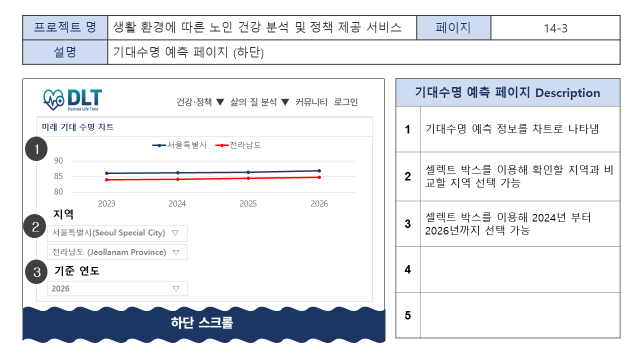 프로젝트 명
생활 환경에 따른 노인 건강 분석 및 정책 제공 서비스
페이지
14-3
설명
기대수명 예측 페이지 (하단)
DLT
Desired Life Time
건강·정책 ▼ 삶의 질 분석 ▼ 커뮤니티 로그인
미래 기대 수명 차트
1
서울특별시 전라남도
90
85
80
2023 2024 2025 2026
지역
2
서울특별시(Seoul Special City) ▽
전라남도 (Jeollanam Province) ▽
3
기준 연도
2026 ▽
하단 스크롤
기대수명 예측 페이지 Description
1 기대수명 예측 정보를 차트로 나타냄
2 셀렉트 박스를 이용해 확인할 지역과 비
교할 지역 선택 가능
3 셀렉트 박스를 이용해 2024년 부터
2026년까지 선택 가능
4
5